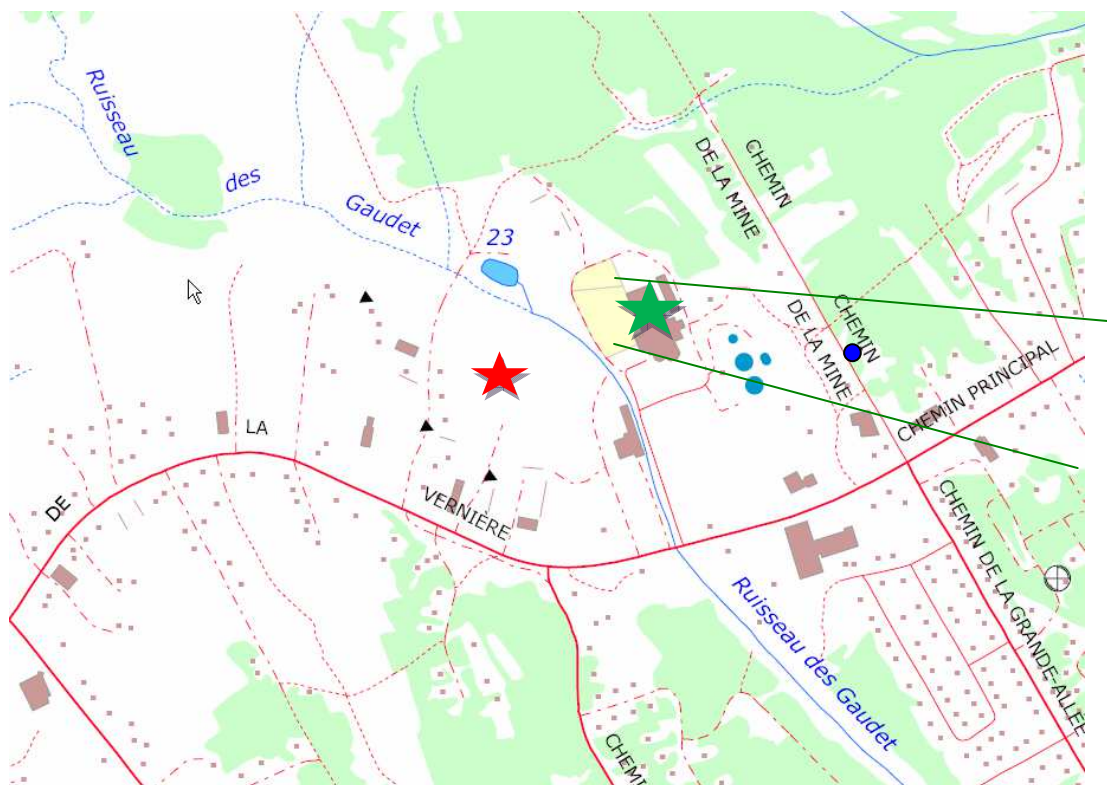 Ruisseau
des
Gaudet
23
CHEMIN
DE LA MINE
CHEMIN
DE LA MINE
CHEMIN PRINCIPAL
LA
DE
VERNIÈRE
CHEMIN DE LA GRANDE-ALLÉE
Ruisseau des Gaudet
CHEMI